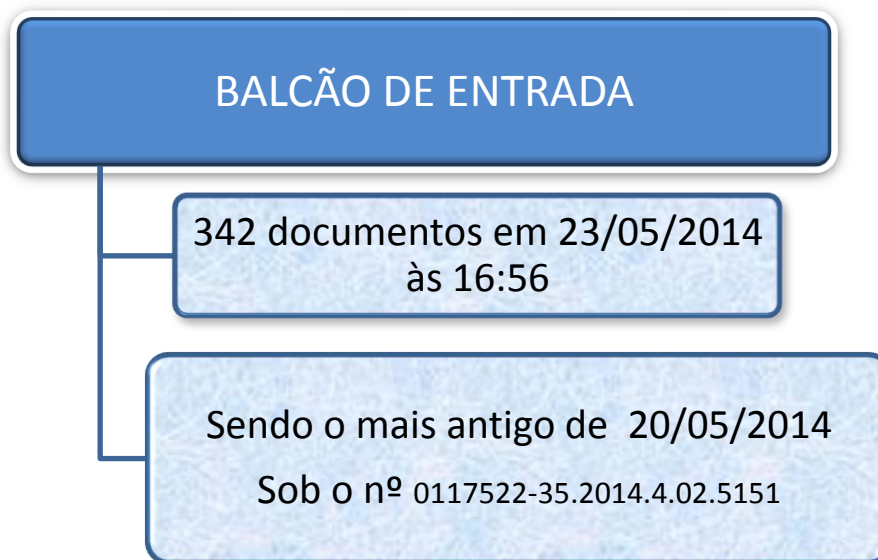 BALCÃO DE ENTRADA
342 documentos em 23/05/2014
às 16:56
Sendo o mais antigo de 20/05/2014
Sob o nº 0117522-35.2014.4.02.5151